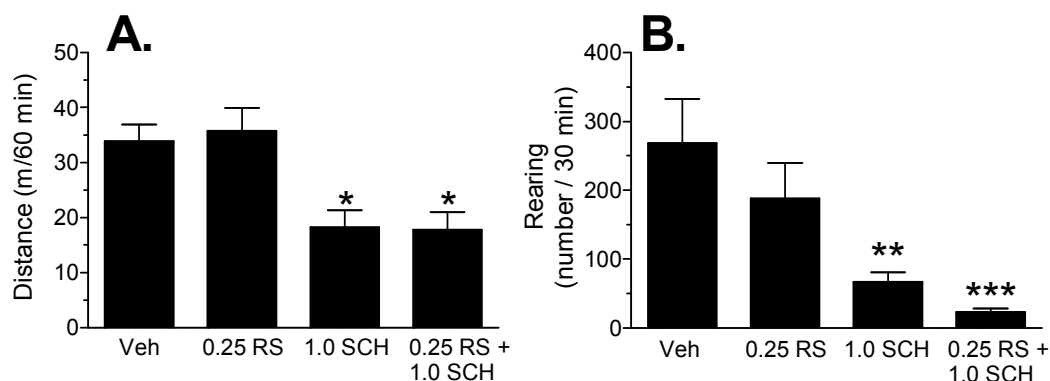 A.
Distance (m/60 min)
50
40
30
20
10
0
*
*
Veh
0.25 RS
1.0 SCH
0.25 RS +
1.0 SCH
B.
Rearing
(number / 30 min)
400
300
200
100
0
**
***
Veh
0.25 RS
1.0 SCH
0.25 RS +
1.0 SCH